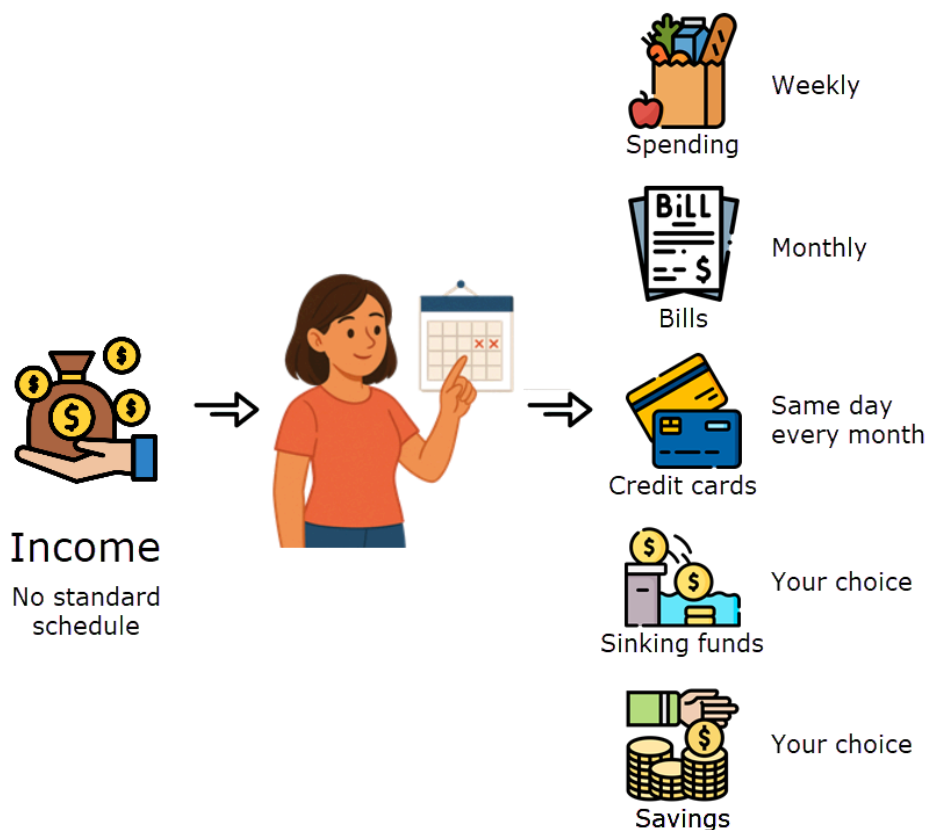 Income
No standard
schedule
Weekly
Spending
BiLL
$
Monthly
Bills
Same day
every month
Credit cards
Your choice
Sinking funds
Your choice
Savings